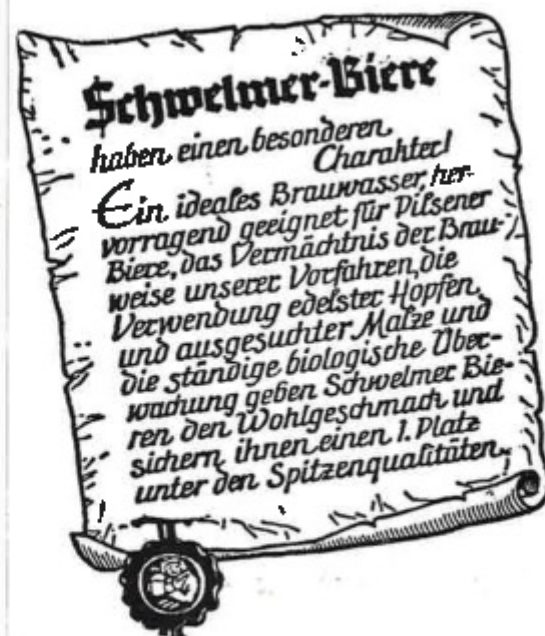 Schwelmer-Biere
haben einen besonderen
Charakter!
Ein ideales Brauwasser, her-
vorragend geeignet für Pilsener
Biere, das Vermächtnis der Brau-
weise unserer Vorfahren, die
Verwendung edelster Hopfen
und ausgesuchter Malze und
die ständige biologische Über-
wachung geben Schwelmer Bie-
ren den Wohlgeschmack und
sichern ihnen einen 1. Platz
unter den Spitzenqualitäten.